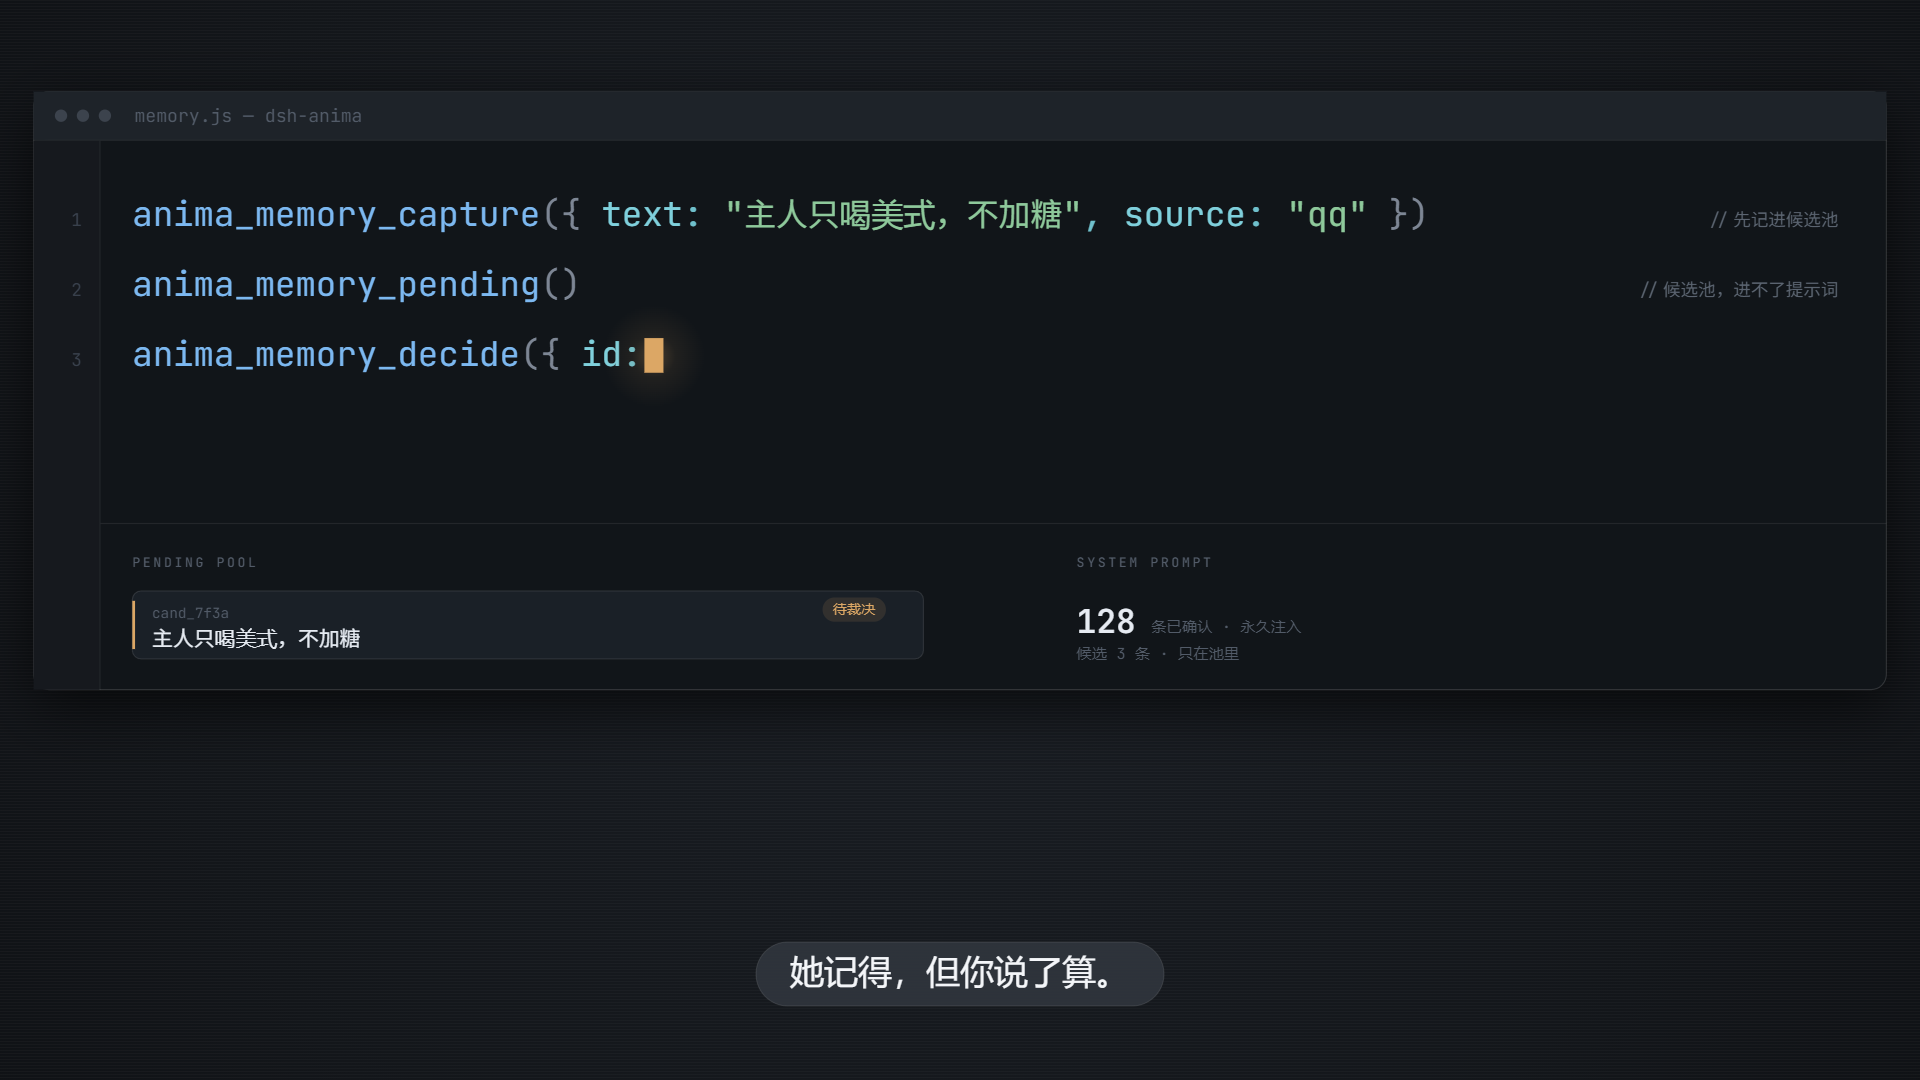 memory.js — dsh-anima
1 anima_memory_capture({ text: "主人只喝美式，不加糖", source: "qq" }) // 先记进候选池
2 anima_memory_pending() // 候选池，进不了提示词
3 anima_memory_decide({ id:
PENDING POOL
cand_7f3a 待裁决
主人只喝美式，不加糖
SYSTEM PROMPT
128 条已确认 · 永久注入
候选 3 条 · 只在池里
她记得，但你说了算。